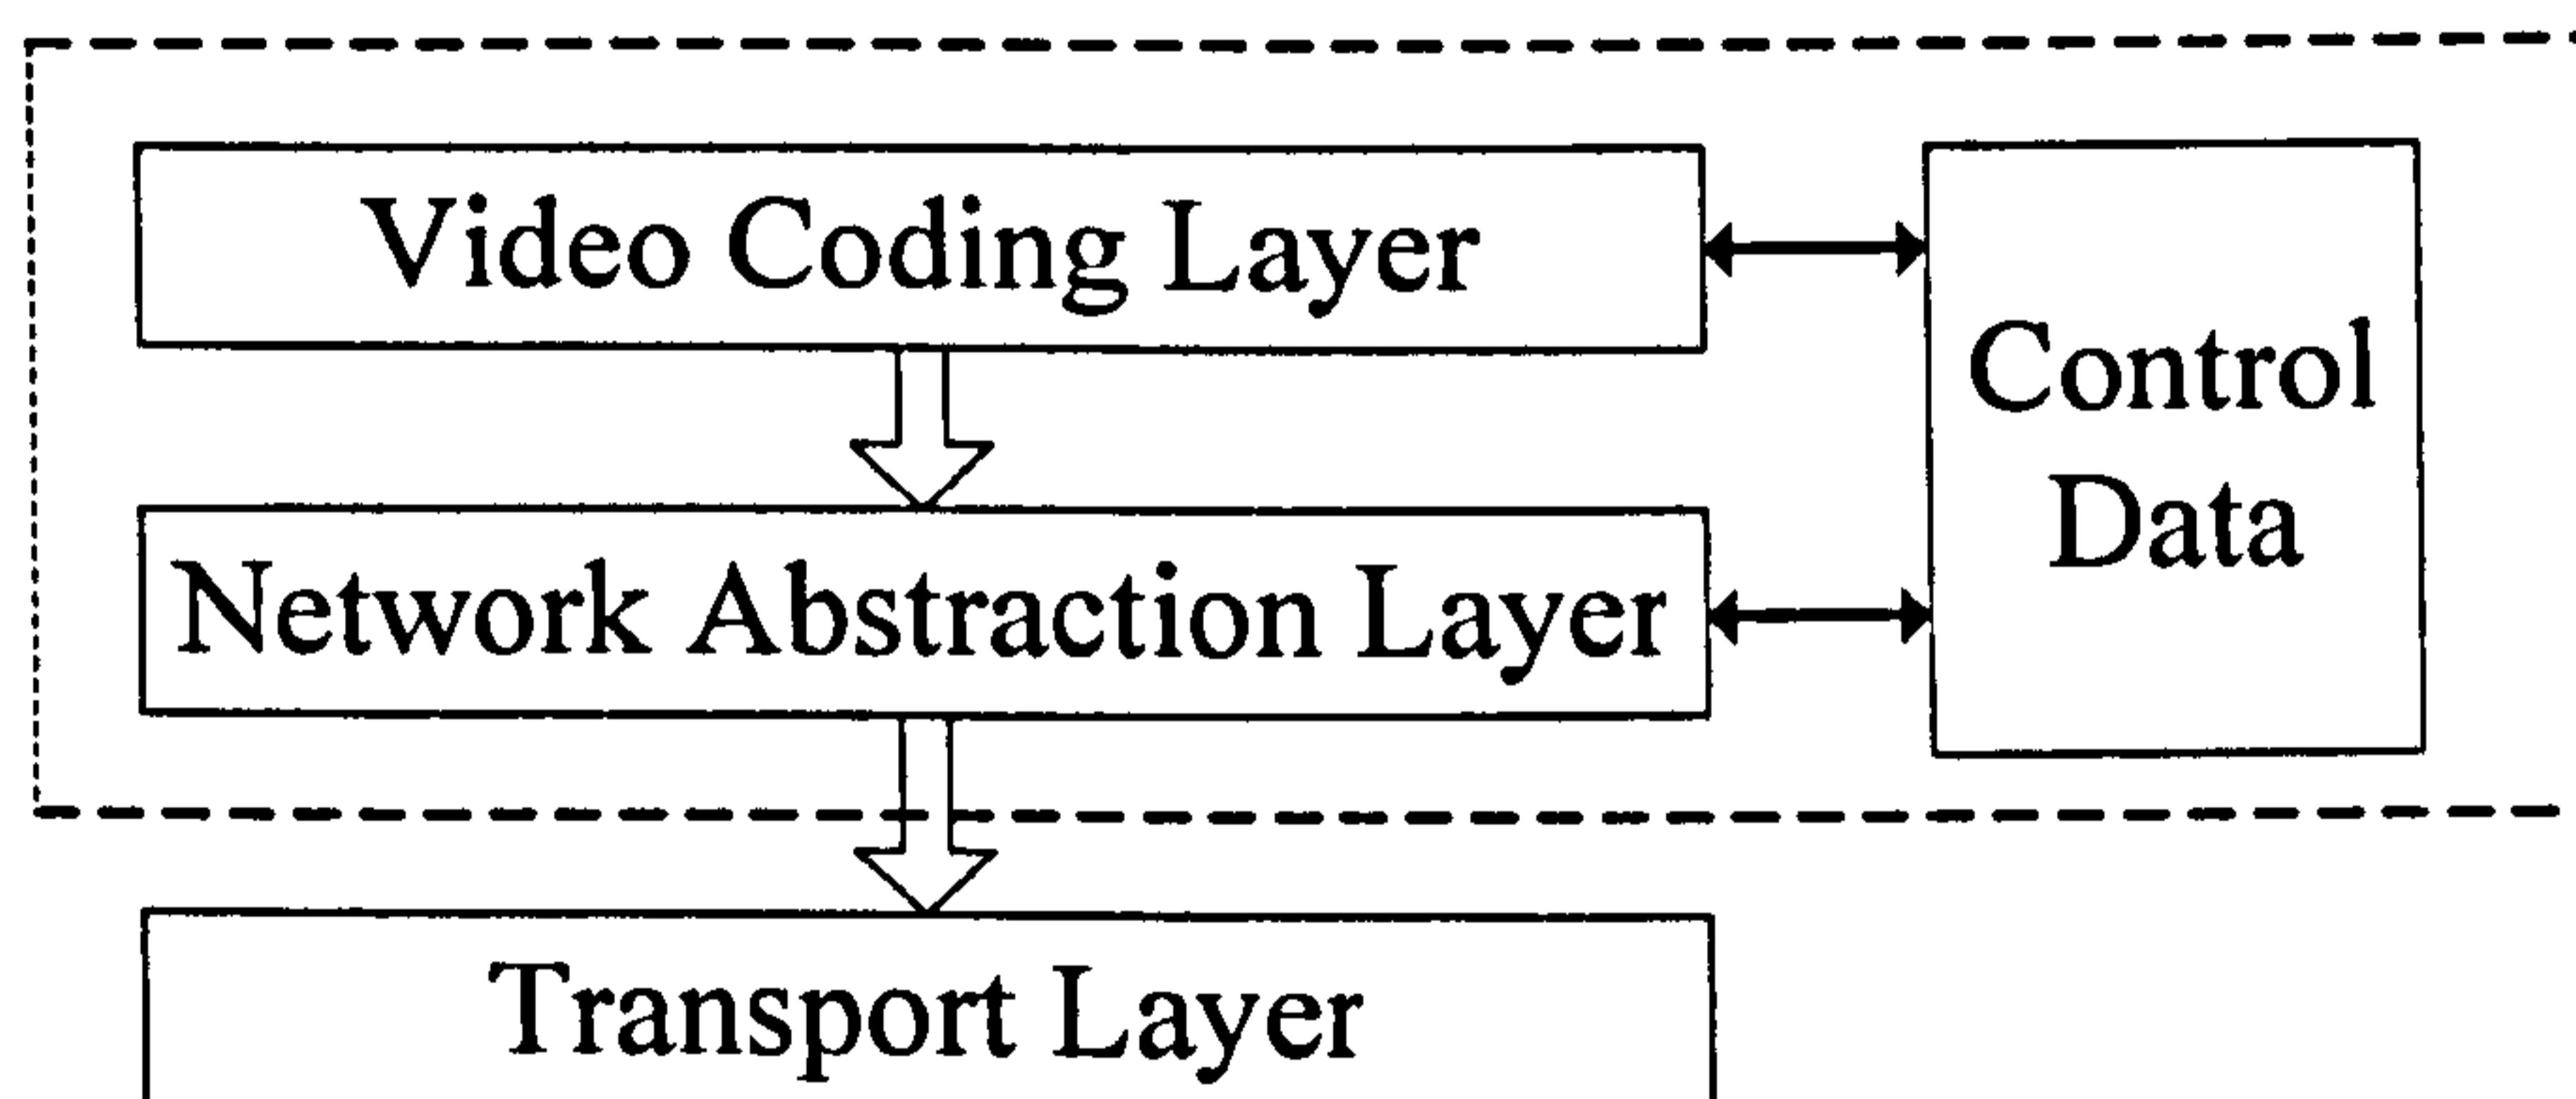 Video Coding Layer
Control
Data
Network Abstraction Layer
Transport Layer